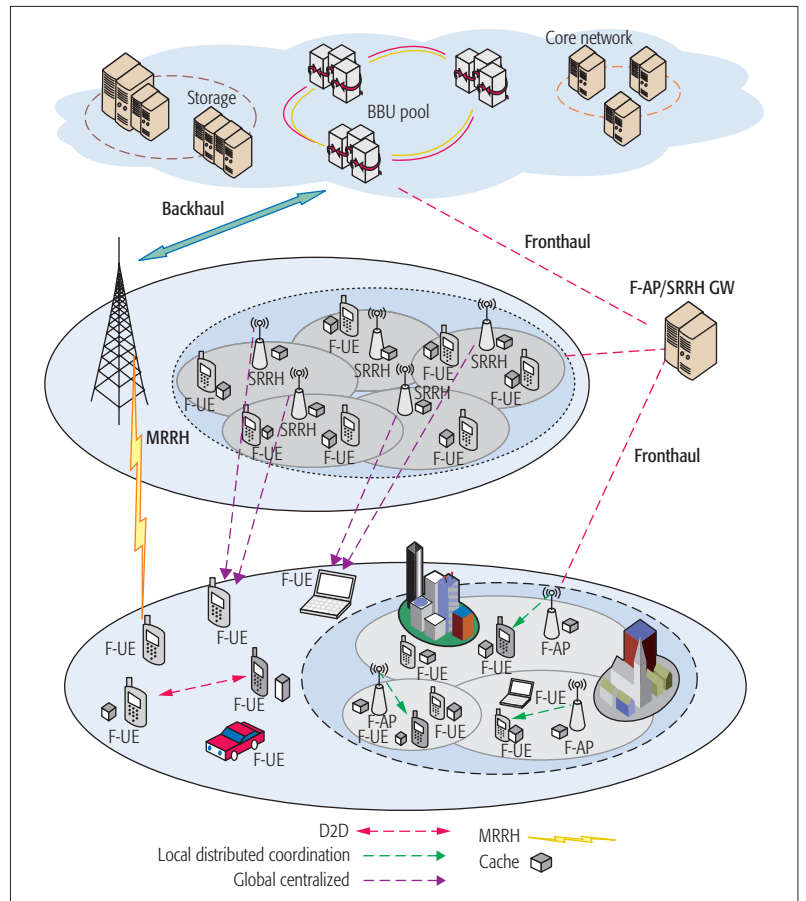 Core network
Storage
BBU pool
Backhaul
Fronthaul
F-AP/SRRH GW
F-UE
SRRH
SRRH
F-UE
SRRH
F-UE
SRRH
F-UE
MRRH
SRRH
F-UE
F-UE
F-UE
Fronthaul
F-UE
F-UE
F-UE
F-UE
F-AP
F-UE
F-UE
F-UE
F-AP
F-UE
F-UE
F-UE
F-UE
F-AP
F-UE
D2D
MRRH
Local distributed coordination
Cache
Global centralized